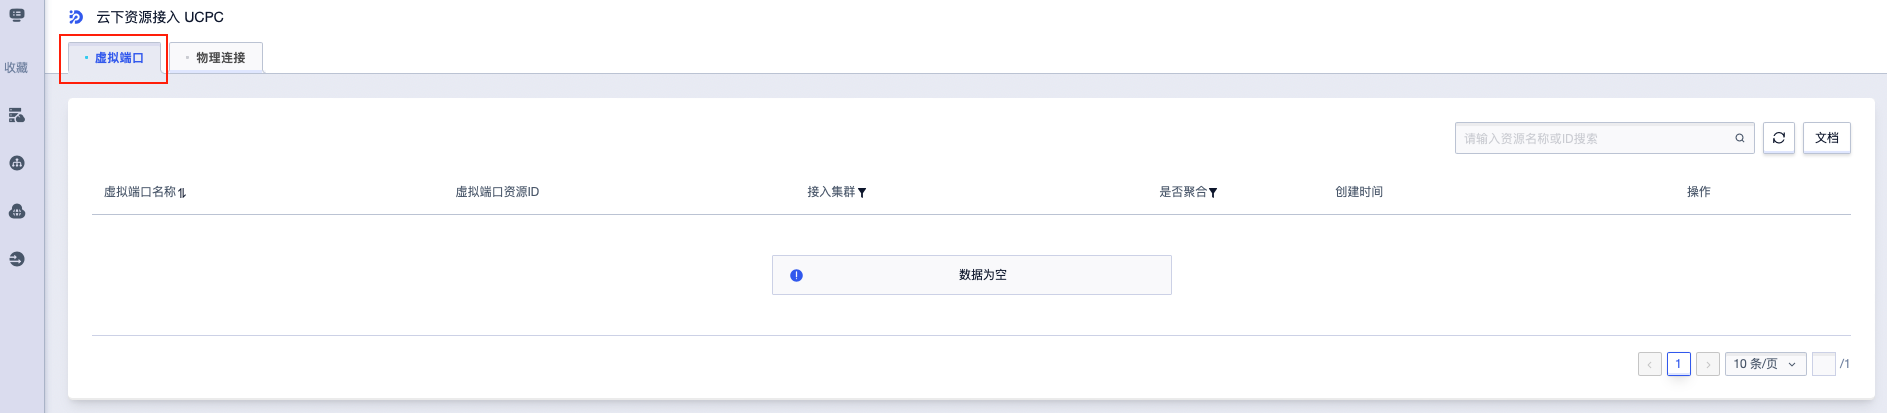 云下资源接入 UCPC
收藏
虚拟端口 物理连接
请输入资源名称或ID搜索 文档
虚拟端口名称 虚拟端口资源ID 接入集群 是否聚合 创建时间 操作
数据为空
1 10 条/页 /1